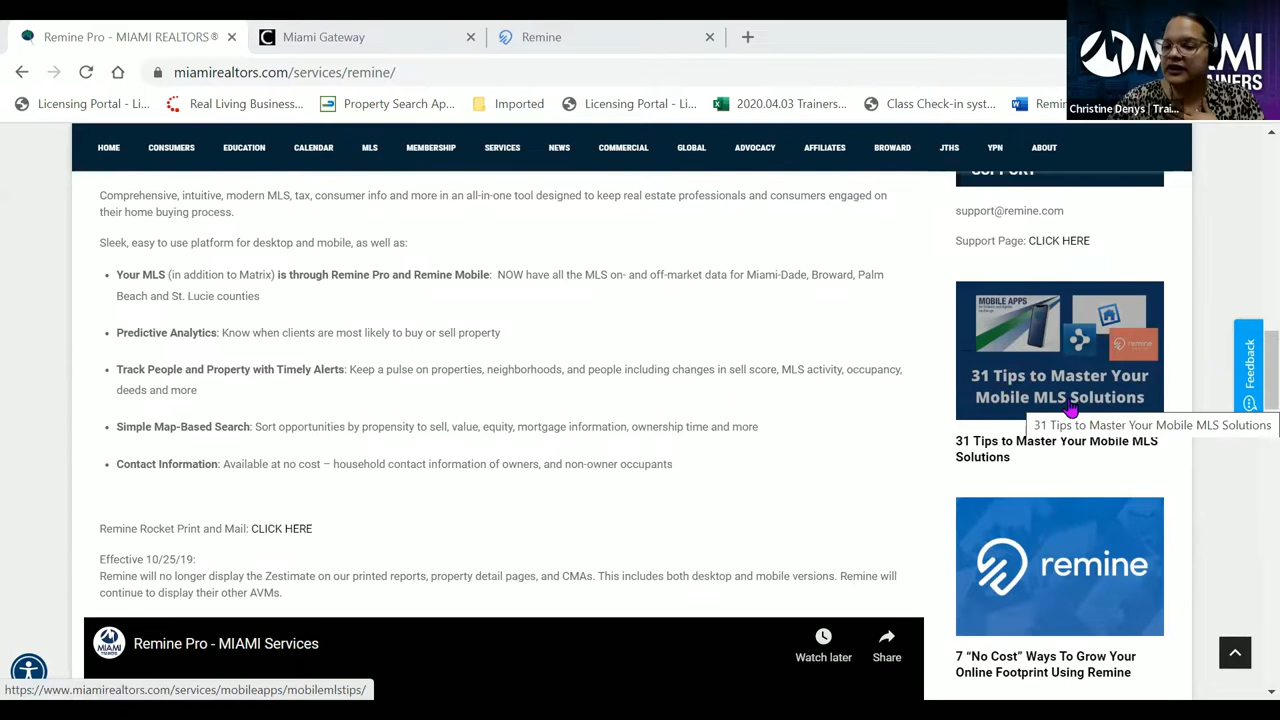 Remine Pro - MIAMI REALTORS®
Miami Gateway
Remine
miamirealtors.com/services/remine/
Licensing Portal - Li...
Real Living Business...
Property Search Ap...
Imported
Licensing Portal - Li...
2020.04.03 Trainers...
Class Check-in syst...
Christine Denys | Trai...
HOME CONSUMERS EDUCATION CALENDAR MLS MEMBERSHIP SERVICES NEWS COMMERCIAL GLOBAL ADVOCACY AFFILIATES BROWARD JTHS YPN ABOUT
Comprehensive, intuitive, modern MLS, tax, consumer info and more in an all-in-one tool designed to keep real estate professionals and consumers engaged on
their home buying process.
Sleek, easy to use platform for desktop and mobile, as well as:
Your MLS (in addition to Matrix) is through Remine Pro and Remine Mobile: NOW have all the MLS on- and off-market data for Miami-Dade, Broward, Palm
Beach and St. Lucie counties
Predictive Analytics: Know when clients are most likely to buy or sell property
Track People and Property with Timely Alerts: Keep a pulse on properties, neighborhoods, and people including changes in sell score, MLS activity, occupancy,
deeds and more
Simple Map-Based Search: Sort opportunities by propensity to sell, value, equity, mortgage information, ownership time and more
Contact Information: Available at no cost – household contact information of owners, and non-owner occupants
Remine Rocket Print and Mail: CLICK HERE
Effective 10/25/19:
Remine will no longer display the Zestimate on our printed reports, property detail pages, and CMAs. This includes both desktop and mobile versions. Remine will
continue to display their other AVMs.
Remine Pro - MIAMI Services
Watch later
Share
SUPPORT
support@remine.com
Support Page: CLICK HERE
MOBILE APPS
remine
31 Tips to Master Your
Mobile MLS Solutions
31 Tips to Master Your Mobile MLS Solutions
31 Tips to Master Your Mobile MLS
Solutions
remine
7 “No Cost” Ways To Grow Your
Online Footprint Using Remine
Feedback
https://www.miamirealtors.com/services/mobileapps/mobilemlstips/